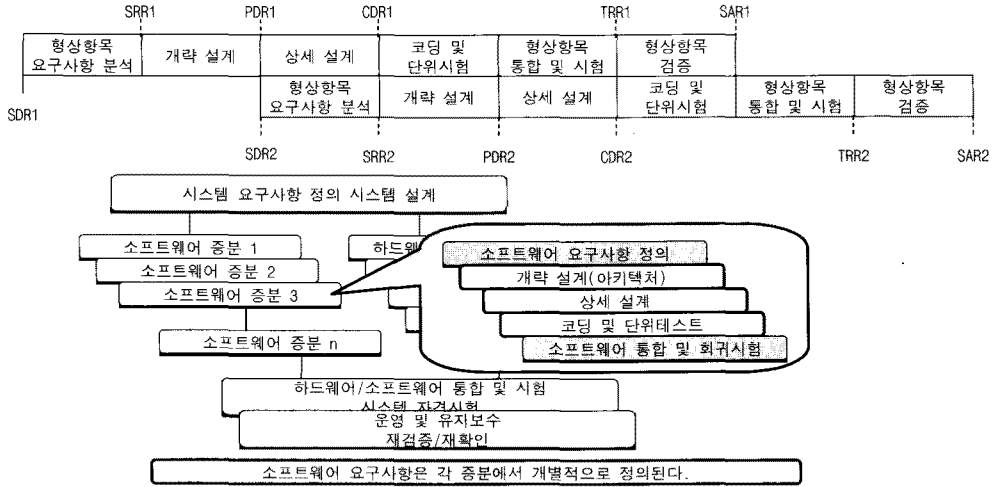 SRR1 PDR1 CDR1 TRR1 SAR1
형상항목 요구사항 분석
개략 설계
상세 설계
코딩 및 단위시험
형상항목 통합 및 시험
형상항목 검증
형상항목 요구사항 분석
개략 설계
상세 설계
코딩 및 단위시험
형상항목 통합 및 시험
형상항목 검증
SDR1
SDR2 SRR2 PDR2 CDR2 TRR2 SAR2
시스템 요구사항 정의 시스템 설계
소프트웨어 증분 1
소프트웨어 증분 2
소프트웨어 증분 3
소프트웨어 증분 n
소프트웨어 요구사항 정의
개략 설계(아키텍처)
상세 설계
코딩 및 단위테스트
소프트웨어 통합 및 회귀시험
하드웨어/소프트웨어 통합 및 시험
시스템 자격시험
운영 및 유지보수
재검증/재확인
소프트웨어 요구사항은 각 증분에서 개별적으로 정의된다.